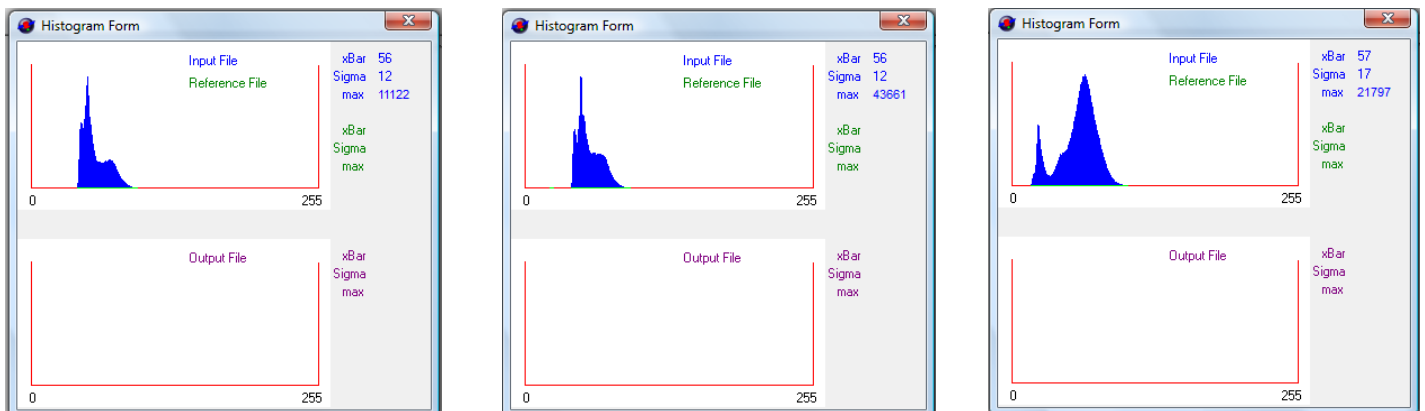 Histogram Form
x
Input File
xBar 56
Reference File
Sigma 12
max 11122
xBar
Sigma
max
0
255
Output File
xBar
Sigma
max
0
255
Histogram Form
x
Input File
xBar 56
Reference File
Sigma 12
max 43661
xBar
Sigma
max
0
255
Output File
xBar
Sigma
max
0
255
Histogram Form
x
Input File
xBar 57
Reference File
Sigma 17
max 21797
xBar
Sigma
max
0
255
Output File
xBar
Sigma
max
0
255